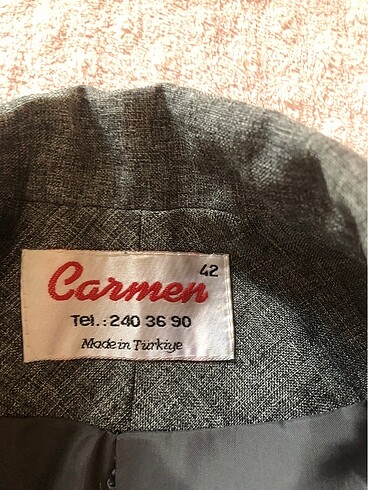 42
Carmen
Tel.: 240 36 90
Made in Türkiye